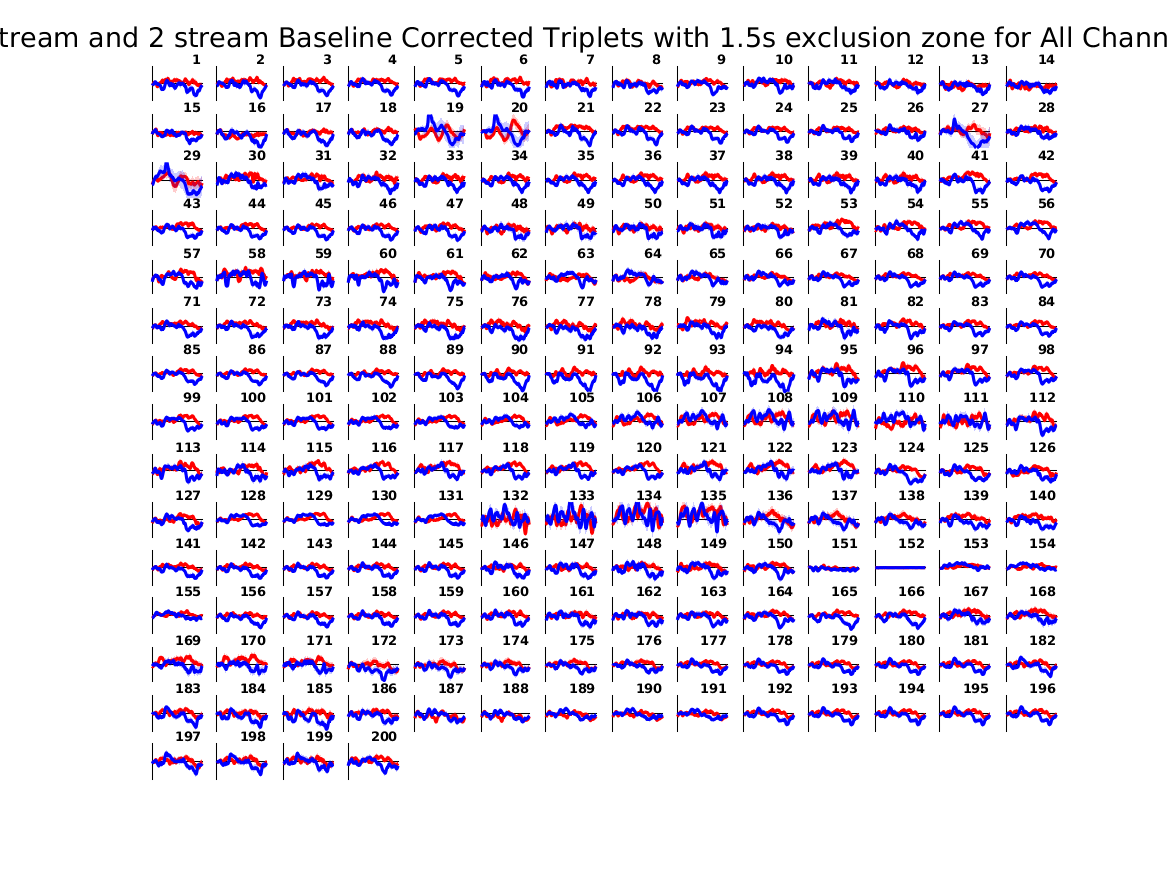 tream and 2 stream Baseline Corrected Triplets with 1.5s exclusion zone for All Chann
1 2 3 4 5 6 7 8 9 10 11 12 13 14
15 16 17 18 19 20 21 22 23 24 25 26 27 28
29 30 31 32 33 34 35 36 37 38 39 40 41 42
43 44 45 46 47 48 49 50 51 52 53 54 55 56
57 58 59 60 61 62 63 64 65 66 67 68 69 70
71 72 73 74 75 76 77 78 79 80 81 82 83 84
85 86 87 88 89 90 91 92 93 94 95 96 97 98
99 100 101 102 103 104 105 106 107 108 109 110 111 112
113 114 115 116 117 118 119 120 121 122 123 124 125 126
127 128 129 130 131 132 133 134 135 136 137 138 139 140
141 142 143 144 145 146 147 148 149 150 151 152 153 154
155 156 157 158 159 160 161 162 163 164 165 166 167 168
169 170 171 172 173 174 175 176 177 178 179 180 181 182
183 184 185 186 187 188 189 190 191 192 193 194 195 196
197 198 199 200